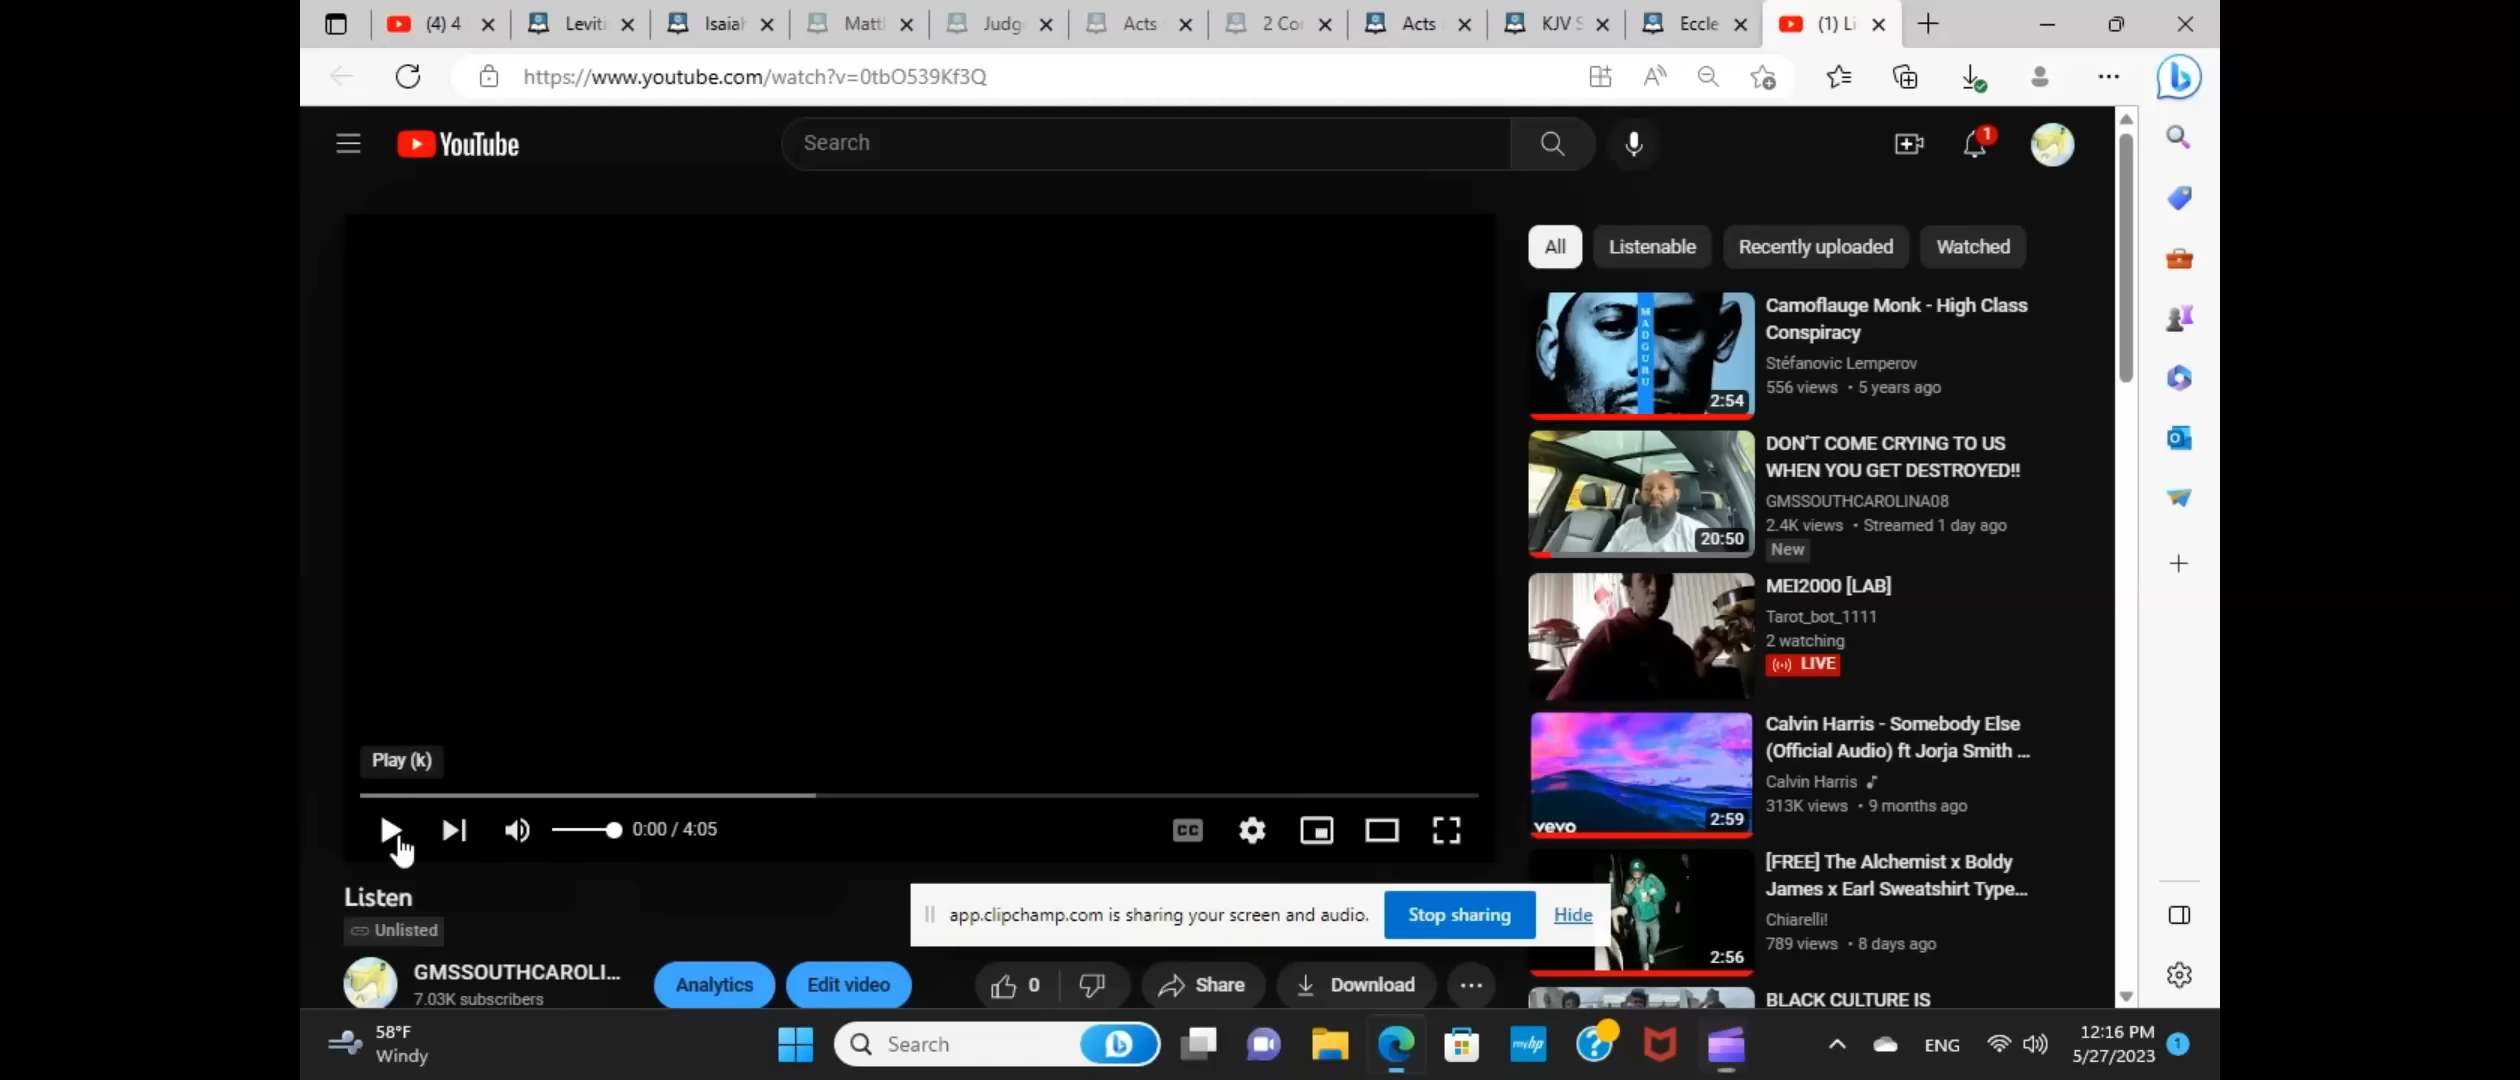 (4) 4
Leviti
Isaiah
Matt
Judg
Acts
2 Co
Acts
KJV S
Eccle
(1) Li
https://www.youtube.com/watch?v=0tbO539Kf3Q
YouTube
Search
1
All
Listenable
Recently uploaded
Watched
MADGURU
2:54
Camoflauge Monk - High Class
Conspiracy
Stéfanovic Lemperov
556 views • 5 years ago
20:50
DON'T COME CRYING TO US
WHEN YOU GET DESTROYED!!
GMSSOUTHCAROLINA08
2.4K views • Streamed 1 day ago
New
MEI2000 [LAB]
Tarot_bot_1111
2 watching
LIVE
vevo
2:59
Calvin Harris - Somebody Else
(Official Audio) ft Jorja Smith ...
Calvin Harris
313K views • 9 months ago
2:56
[FREE] The Alchemist x Boldy
James x Earl Sweatshirt Type...
Chiarelli!
789 views • 8 days ago
BLACK CULTURE IS
Play (k)
0:00 / 4:05
CC
Listen
Unlisted
app.clipchamp.com is sharing your screen and audio.
Stop sharing
Hide
GMSSOUTHCAROLI...
7.03K subscribers
Analytics
Edit video
0
Share
Download
58°F
Windy
Search
myhp
ENG
12:16 PM
5/27/2023
1